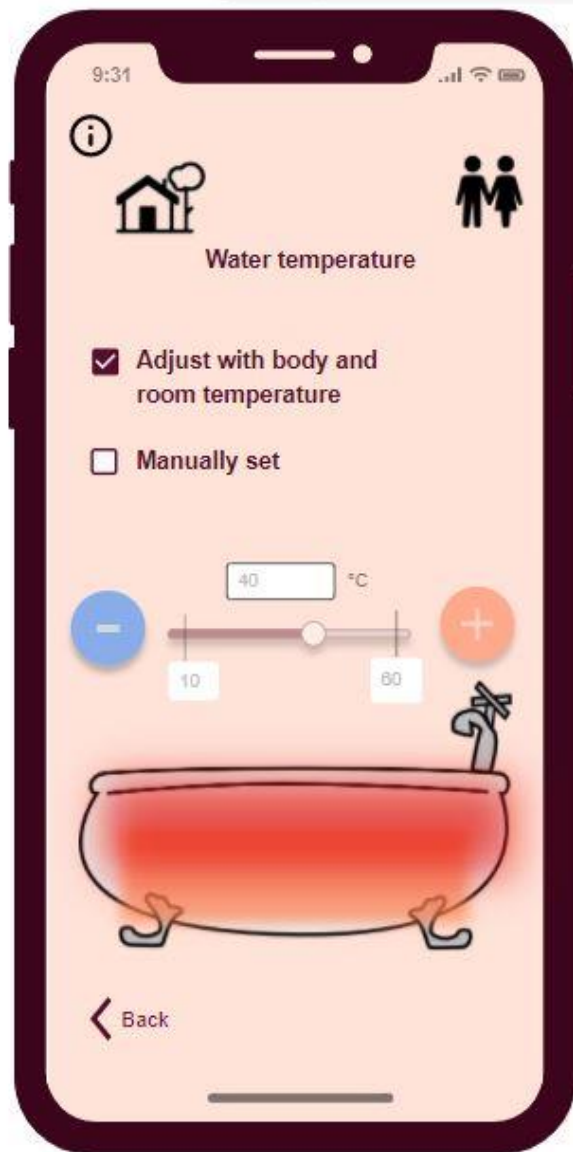 9:31
Water temperature
Adjust with body and
room temperature
Manually set
40 °C
10
60
Back